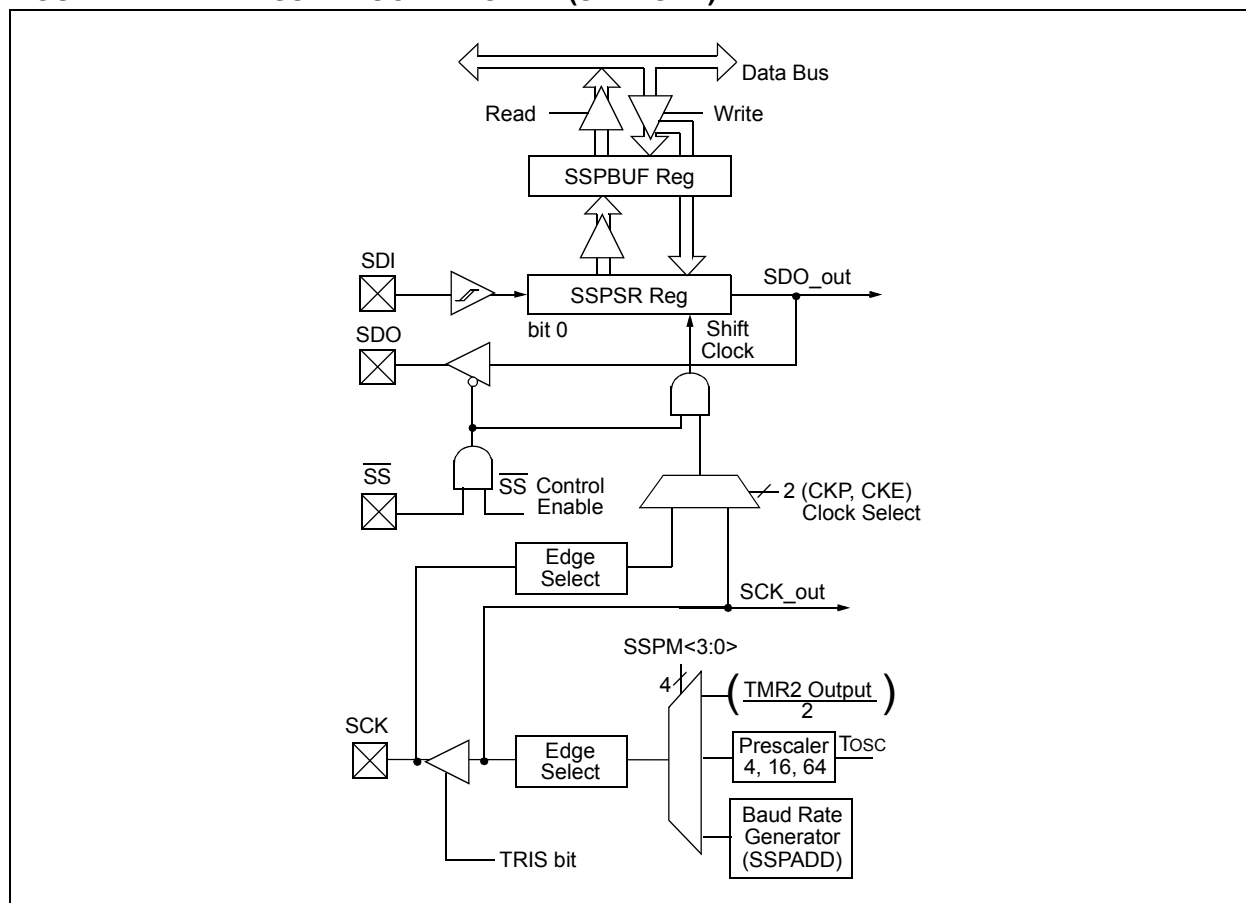 Data Bus
Read
Write
SSPBUF Reg
SDI
SDO_out
SSPSR Reg
bit 0
Shift
Clock
SDO
SS
SS Control
Enable
2 (CKP, CKE)
Clock Select
Edge
Select
SCK_out
SSPM<3:0>
4
(TMR2 Output)
2
SCK
Edge
Select
Prescaler
4, 16, 64
TOSC
Baud Rate
Generator
(SSPADD)
TRIS bit